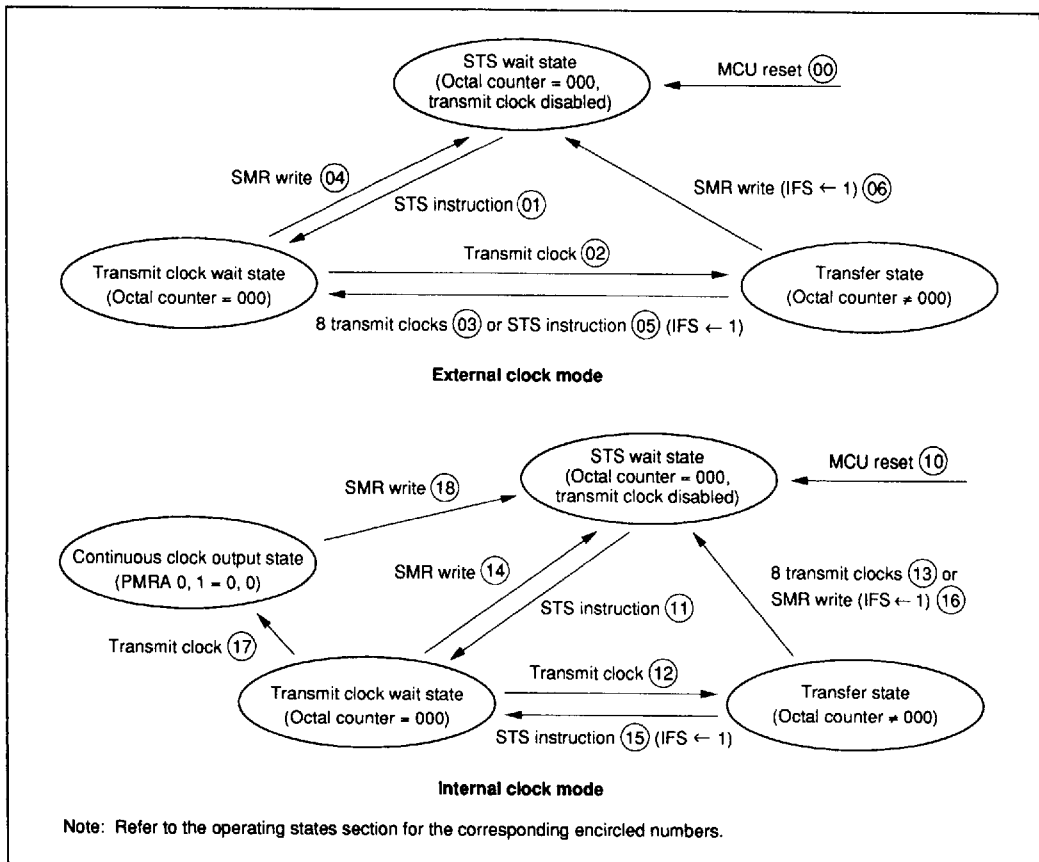 STS wait state
(Octal counter = 000,
transmit clock disabled)
MCU reset 00
SMR write 04
STS instruction 01
SMR write (IFS ← 1) 06
Transmit clock wait state
(Octal counter = 000)
Transmit clock 02
Transfer state
(Octal counter ≠ 000)
8 transmit clocks 03 or STS instruction 05 (IFS ← 1)
External clock mode
STS wait state
(Octal counter = 000,
transmit clock disabled)
MCU reset 10
SMR write 18
Continuous clock output state
(PMRA 0, 1 = 0, 0)
SMR write 14
STS instruction 11
8 transmit clocks 13 or
SMR write (IFS ← 1) 16
Transmit clock 17
Transmit clock wait state
(Octal counter = 000)
Transmit clock 12
Transfer state
(Octal counter ≠ 000)
STS instruction 15 (IFS ← 1)
Internal clock mode
Note: Refer to the operating states section for the corresponding encircled numbers.